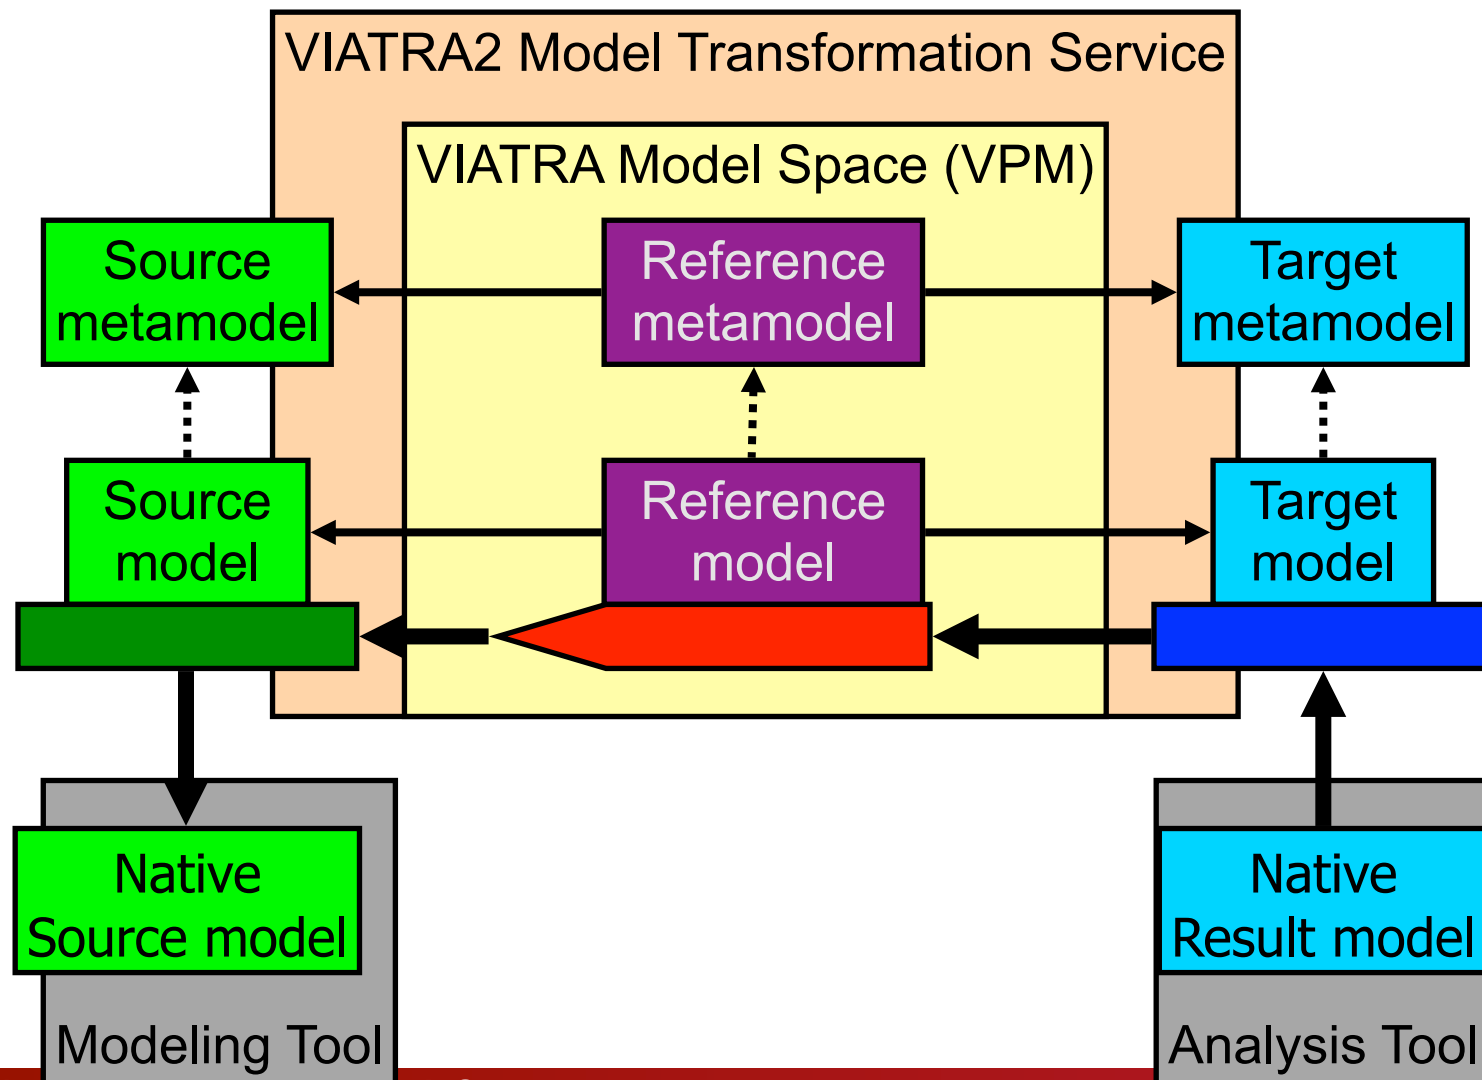 VIATRA2 Model Transformation Service
VIATRA Model Space (VPM)
Source
metamodel
Reference
metamodel
Target
metamodel
Source
model
Reference
model
Target
model
Native
Source model
Native
Result model
Modeling Tool
Analysis Tool